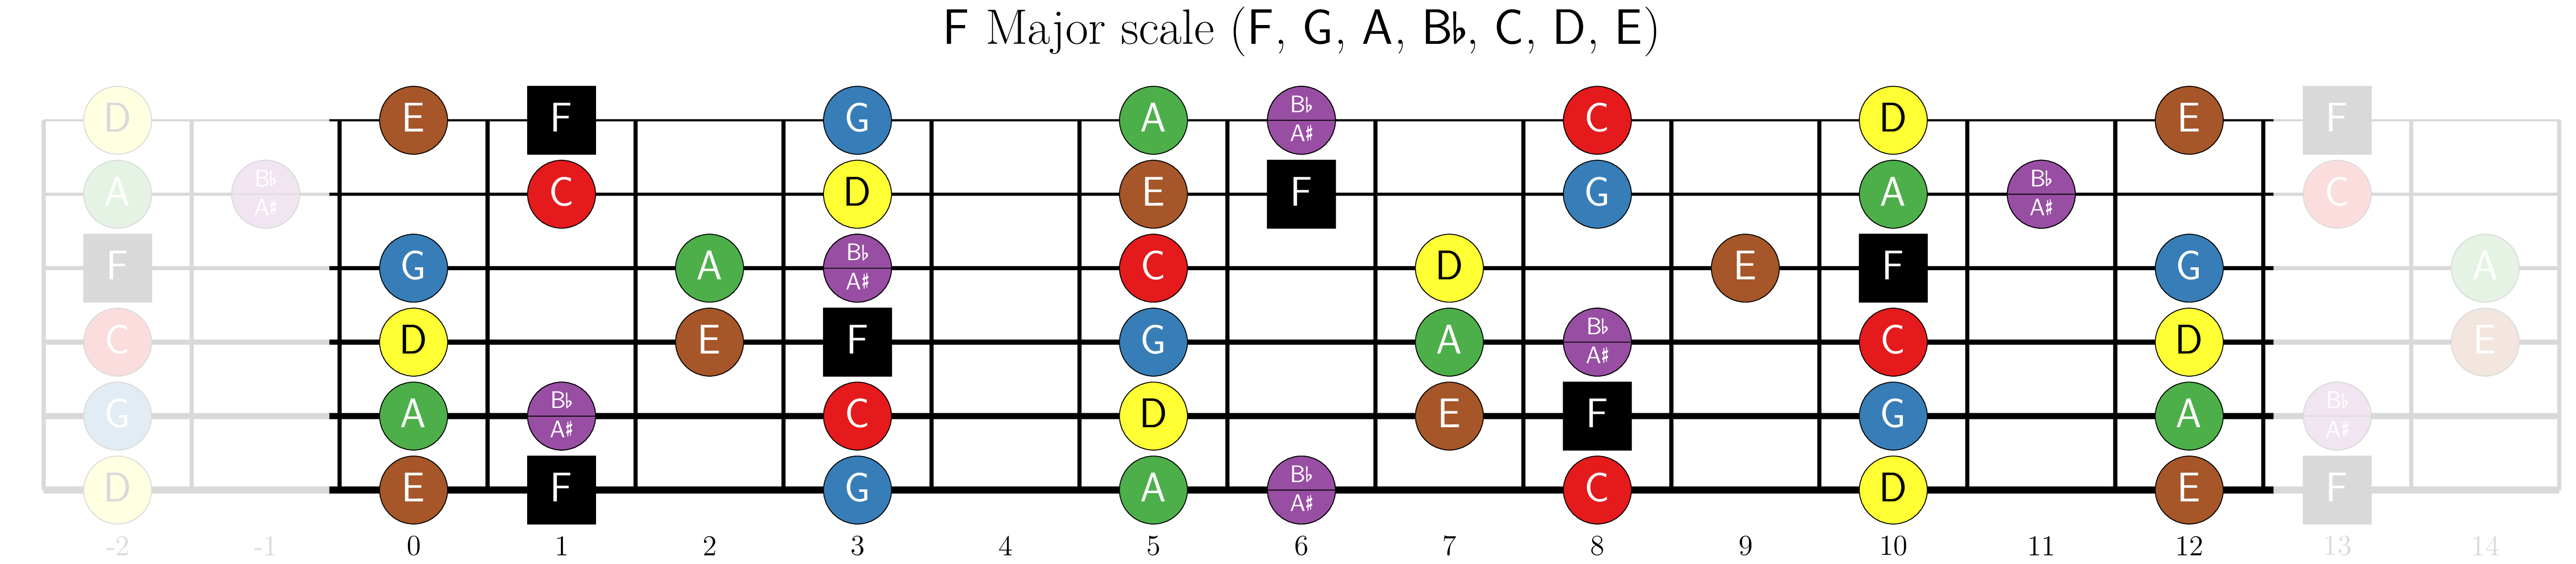 F Major scale (F, G, A, B♭, C, D, E)
D E F G A B♭ A♯ C D E F
A B♭ A♯ C D E F G A B♭ A♯ C
F G A B♭ A♯ C D E F G A
C D E F G A B♭ A♯ C D E
G A B♭ A♯ C D E F G A B♭ A♯
D E F G A B♭ A♯ C D E F
-2 -1 0 1 2 3 4 5 6 7 8 9 10 11 12 13 14